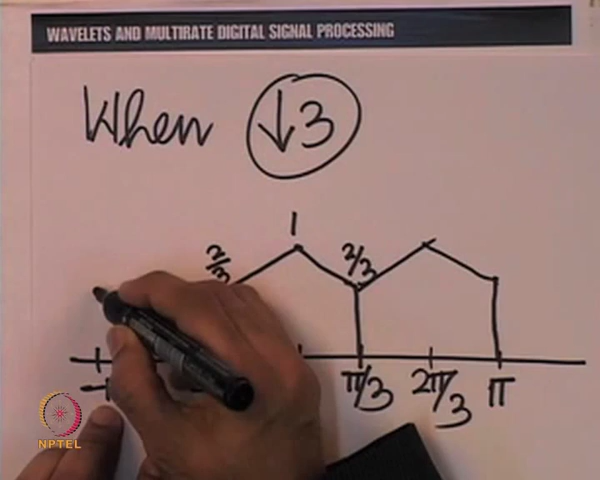 WAVELETS AND MULTIRATE DIGITAL SIGNAL PROCESSING
When ↓3
1
2/3 2/3
π/3 2π/3 π
NPTEL